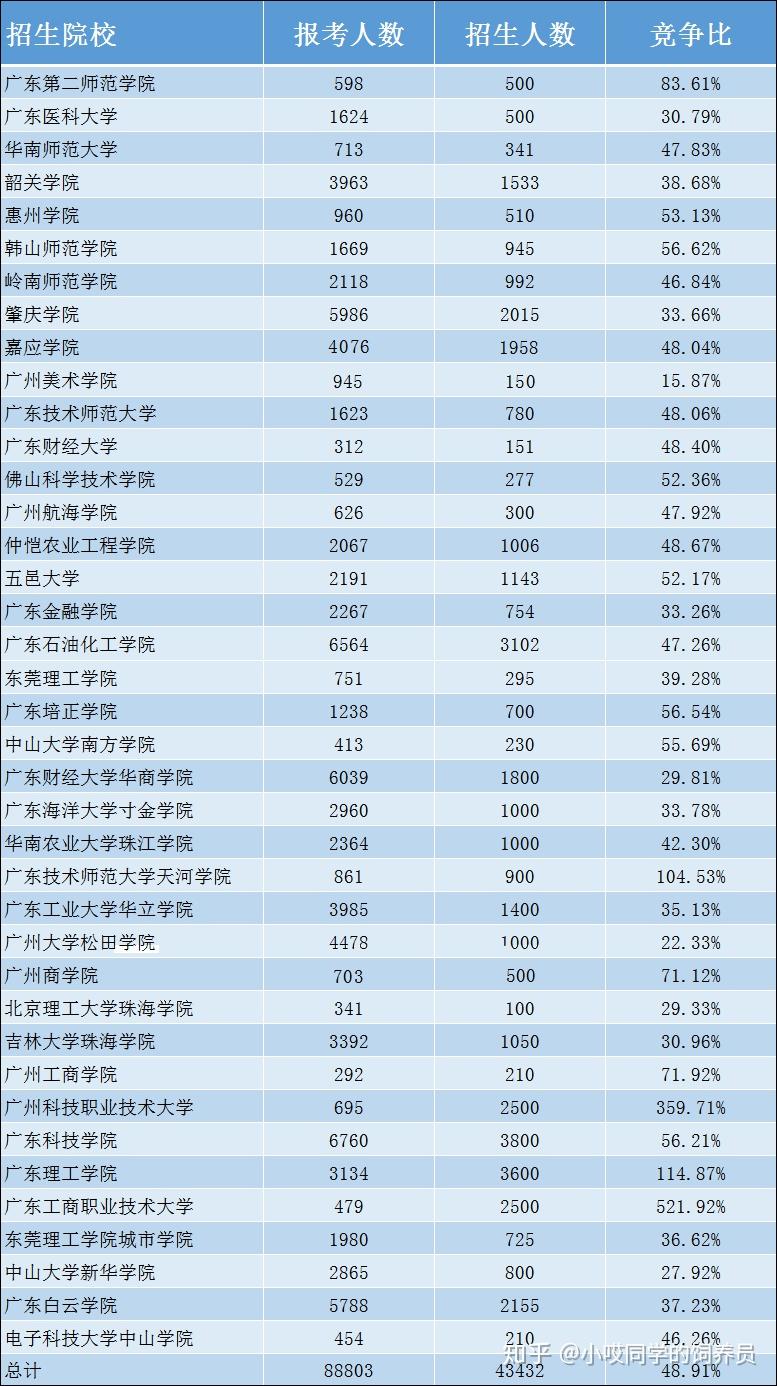 招生院校 报考人数 招生人数 竞争比
广东第二师范学院 598 500 83.61%
广东医科大学 1624 500 30.79%
华南师范大学 713 341 47.83%
韶关学院 3963 1533 38.68%
惠州学院 960 510 53.13%
韩山师范学院 1669 945 56.62%
岭南师范学院 2118 992 46.84%
肇庆学院 5986 2015 33.66%
嘉应学院 4076 1958 48.04%
广州美术学院 945 150 15.87%
广东技术师范大学 1623 780 48.06%
广东财经大学 312 151 48.40%
佛山科学技术学院 529 277 52.36%
广州航海学院 626 300 47.92%
仲恺农业工程学院 2067 1006 48.67%
五邑大学 2191 1143 52.17%
广东金融学院 2267 754 33.26%
广东石油化工学院 6564 3102 47.26%
东莞理工学院 751 295 39.28%
广东培正学院 1238 700 56.54%
中山大学南方学院 413 230 55.69%
广东财经大学华商学院 6039 1800 29.81%
广东海洋大学寸金学院 2960 1000 33.78%
华南农业大学珠江学院 2364 1000 42.30%
广东技术师范大学天河学院 861 900 104.53%
广东工业大学华立学院 3985 1400 35.13%
广州大学松田学院 4478 1000 22.33%
广州商学院 703 500 71.12%
北京理工大学珠海学院 341 100 29.33%
吉林大学珠海学院 3392 1050 30.96%
广州工商学院 292 210 71.92%
广州科技职业技术大学 695 2500 359.71%
广东科技学院 6760 3800 56.21%
广东理工学院 3134 3600 114.87%
广东工商职业技术大学 479 2500 521.92%
东莞理工学院城市学院 1980 725 36.62%
中山大学新华学院 2865 800 27.92%
广东白云学院 5788 2155 37.23%
电子科技大学中山学院 454 210 46.26%
知乎 @小哎同学的饲养员
总计 88803 43432 48.91%